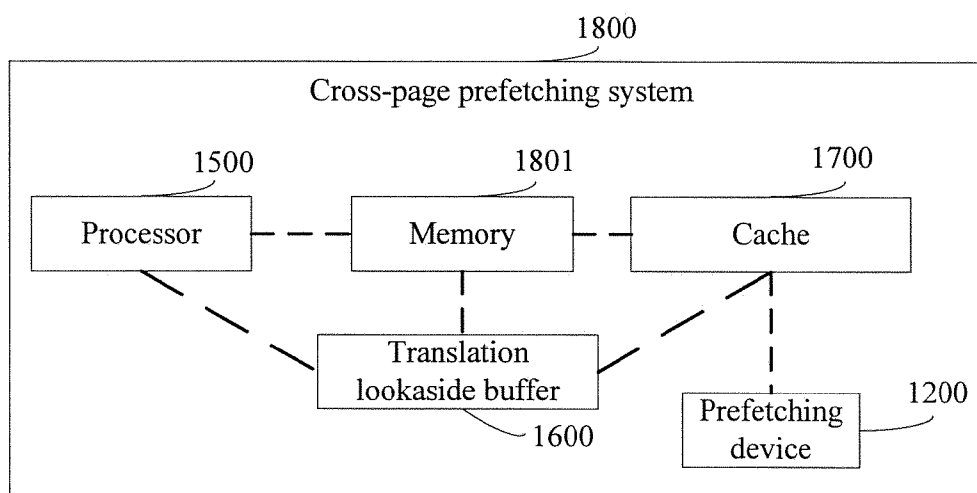 1800
Cross-page prefetching system
1500
1801
1700
Processor
Memory
Cache
Translation
lookaside buffer
1600
Prefetching
device
1200